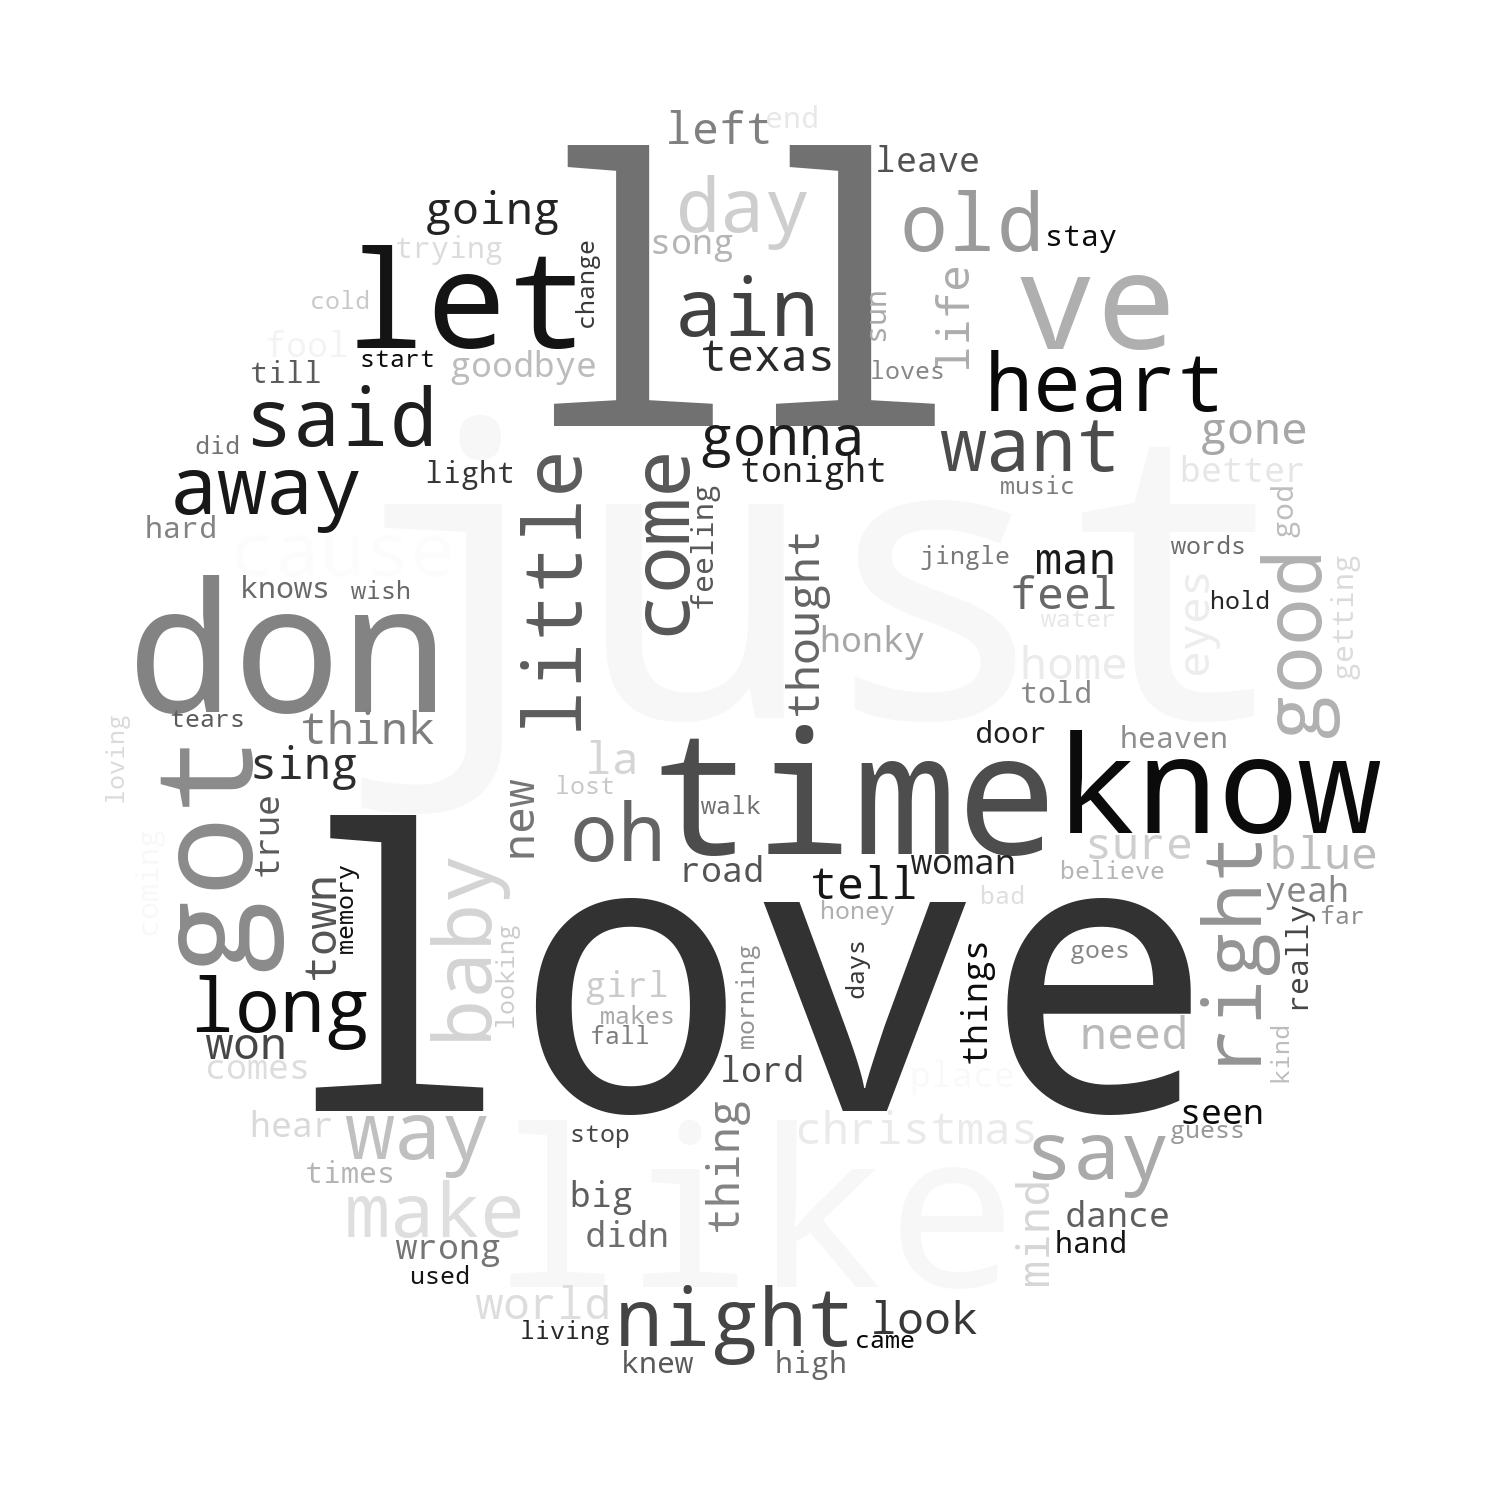 left
end
ll
leave
going
day
old
stay
trying
song
let
change
ain
sun
life
ve
cold
fool
start
goodbye
texas
loves
heart
till
said
gonna
want
gone
did
away
light
little
come
feeling
tonight
music
better
god
hard
cause
just
thought
jingle
man
words
good
getting
knows
wish
don
honky
feel
water
eyes
hold
home
told
tears
think
loving
got
sing
la
lost
time
door
heaven
know
true
new
oh
walk
road
tell
woman
sure
believe
blue
right
yeah
coming
town
memory
baby
looking
love
honey
bad
really
far
long
girl
makes
fall
morning
days
things
goes
need
kind
won
comes
lord
place
seen
hear
way
stop
thing
christmas
say
guess
times
like
make
big
didn
mind
dance
wrong
hand
used
world
living
night
look
came
knew
high